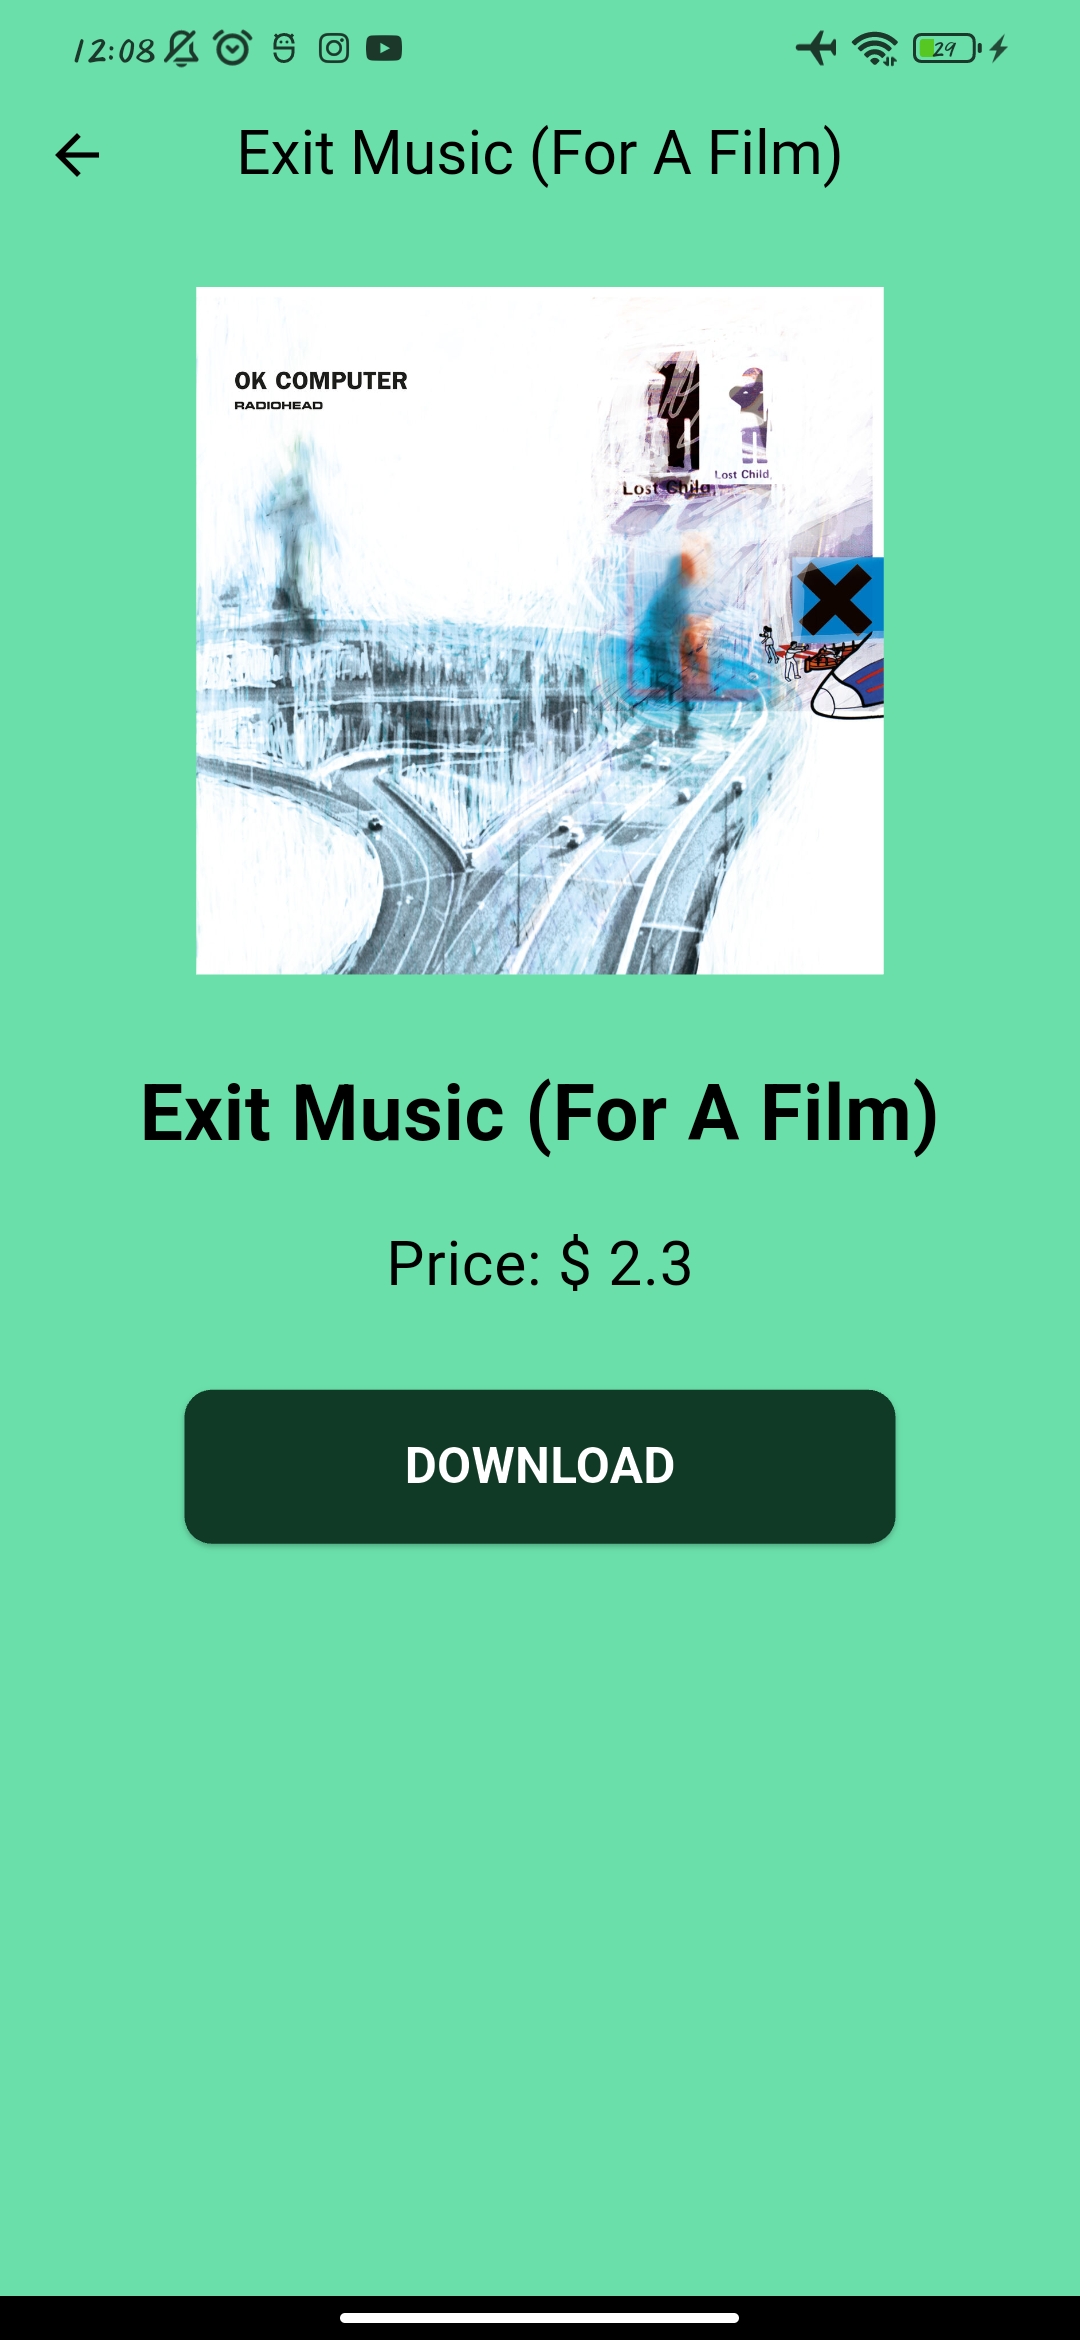 12:08
29
Exit Music (For A Film)
OK COMPUTER
RADIOHEAD
Lost Child,
Lost Child,
Exit Music (For A Film)
Price: $ 2.3
DOWNLOAD